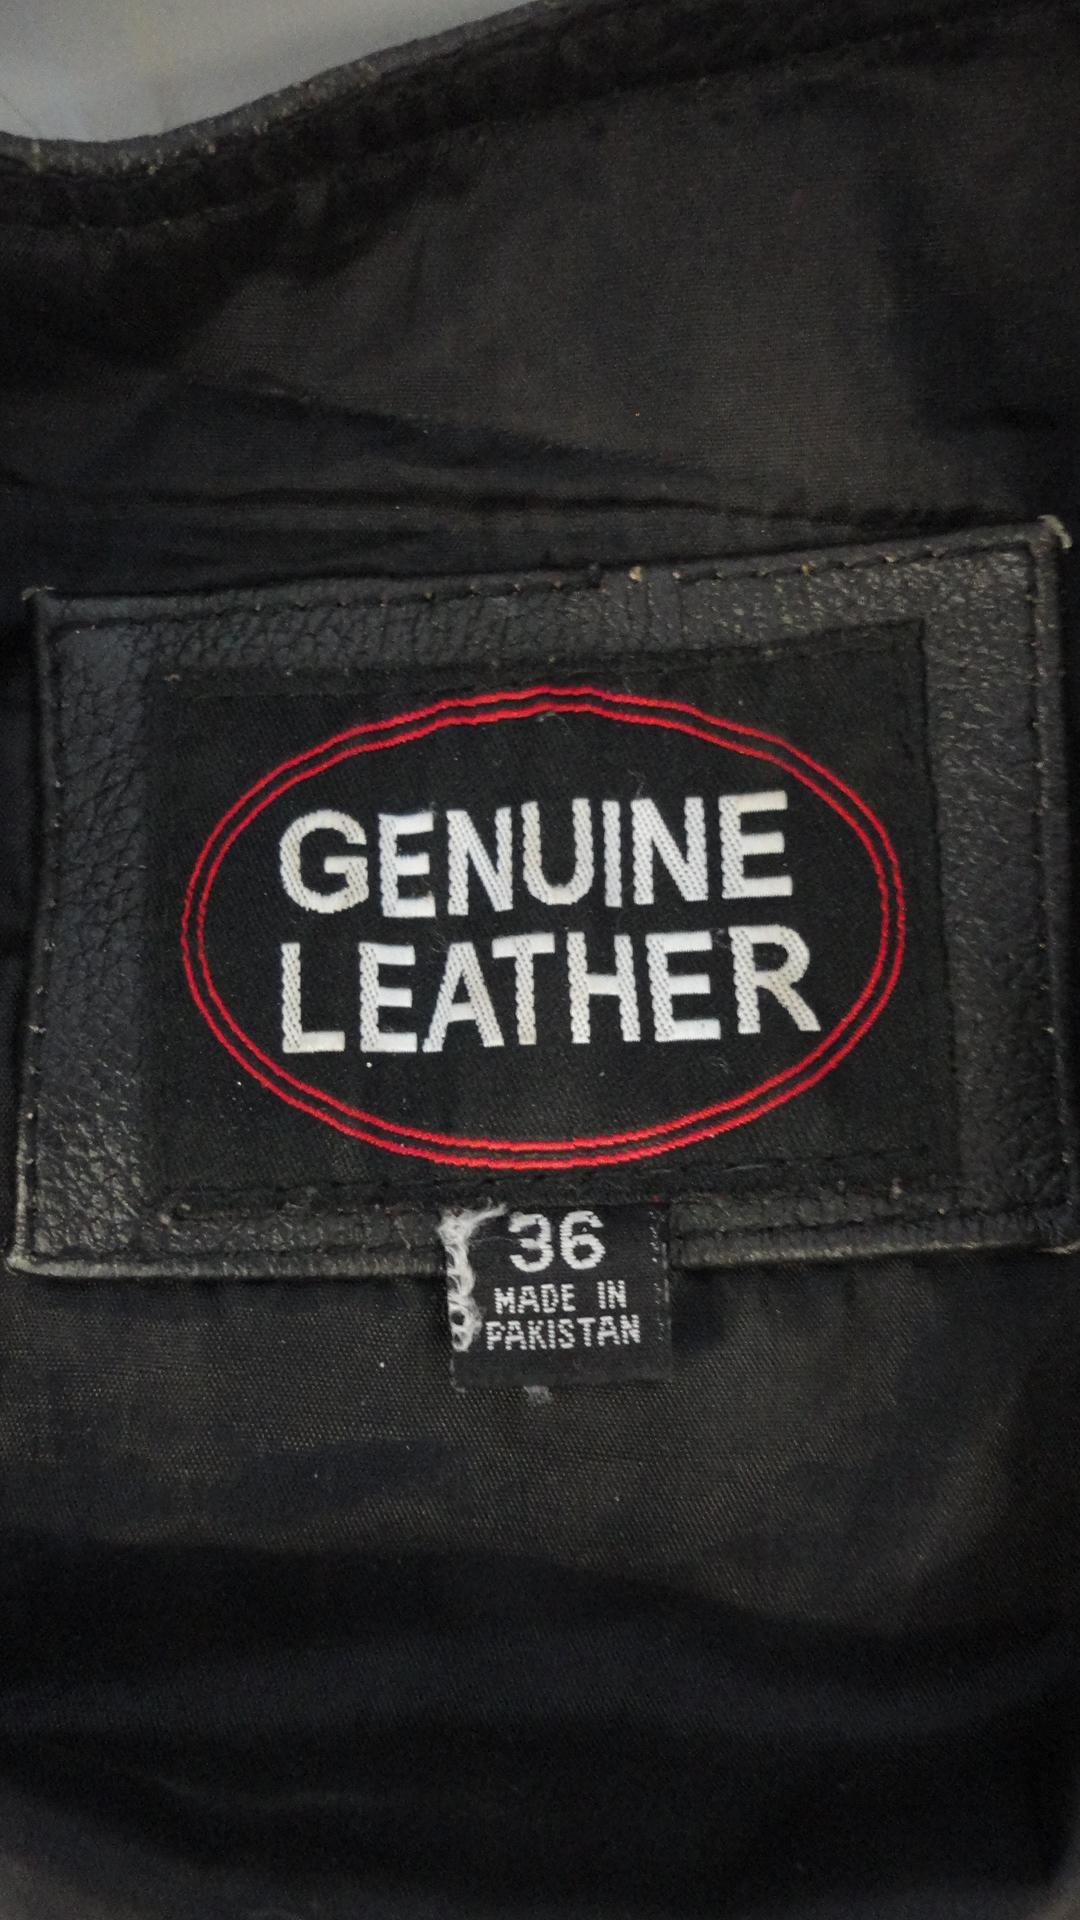 GENUINE
LEATHER
36
MADE IN
PAKISTAN